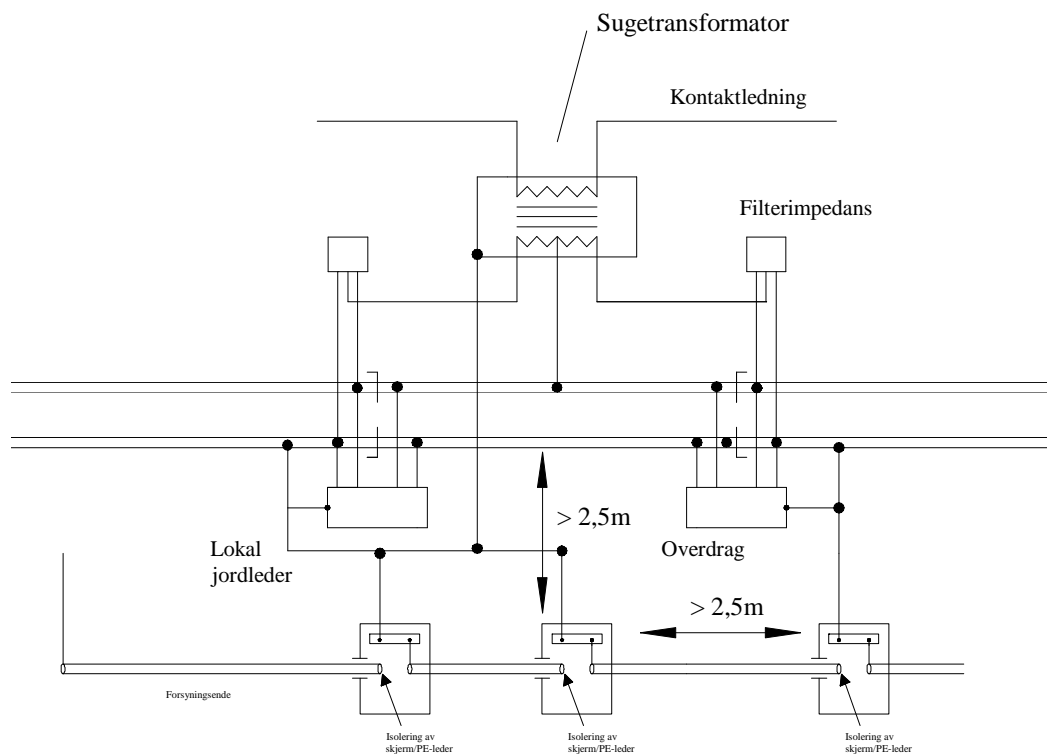 Sugetransformator
Kontaktledning
Filterimpedans
> 2,5m
Lokal
jordleder
Overdrag
> 2,5m
Forsyningsende
Isolering av
skjerm/PE-leder
Isolering av
skjerm/PE-leder
Isolering av
skjerm/PE-leder